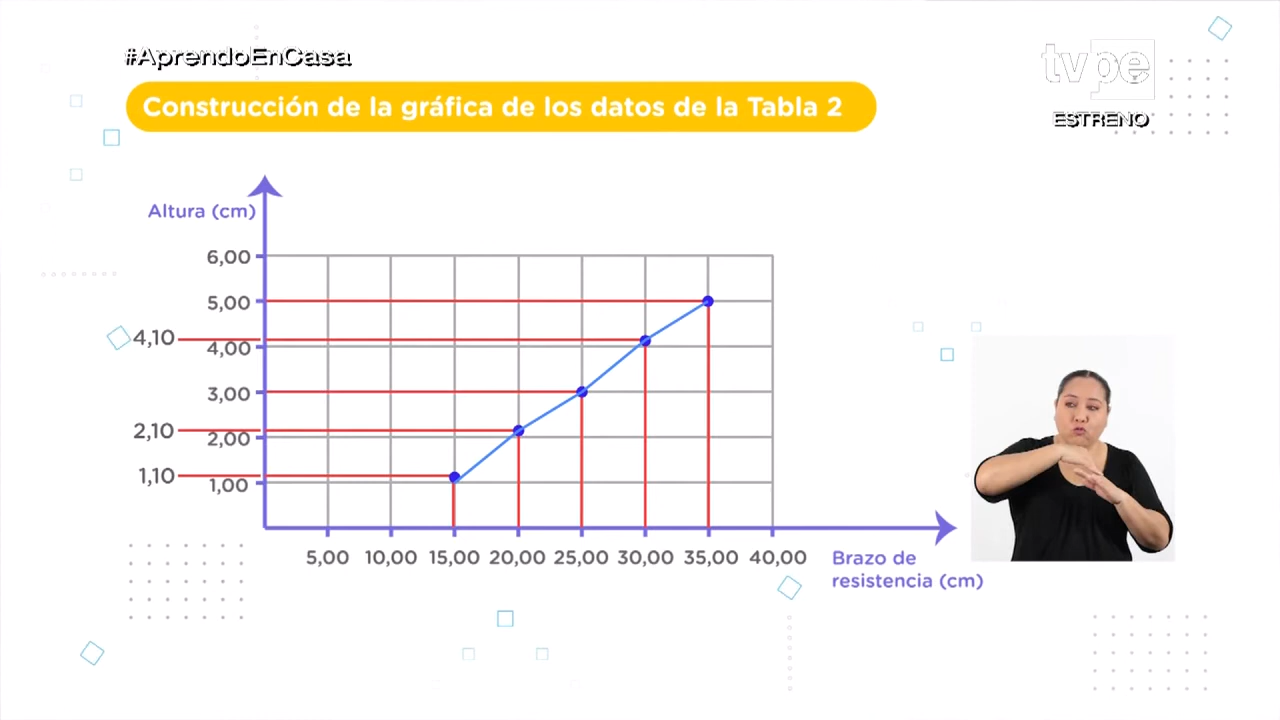 #AprendoEnCasa
tvpe
ESTRENO
Construcción de la gráfica de los datos de la Tabla 2
Altura (cm)
6,00
5,00
4,10
4,00
3,00
2,10
2,00
1,10
1,00
5,00 10,00 15,00 20,00 25,00 30,00 35,00 40,00
Brazo de
resistencia (cm)